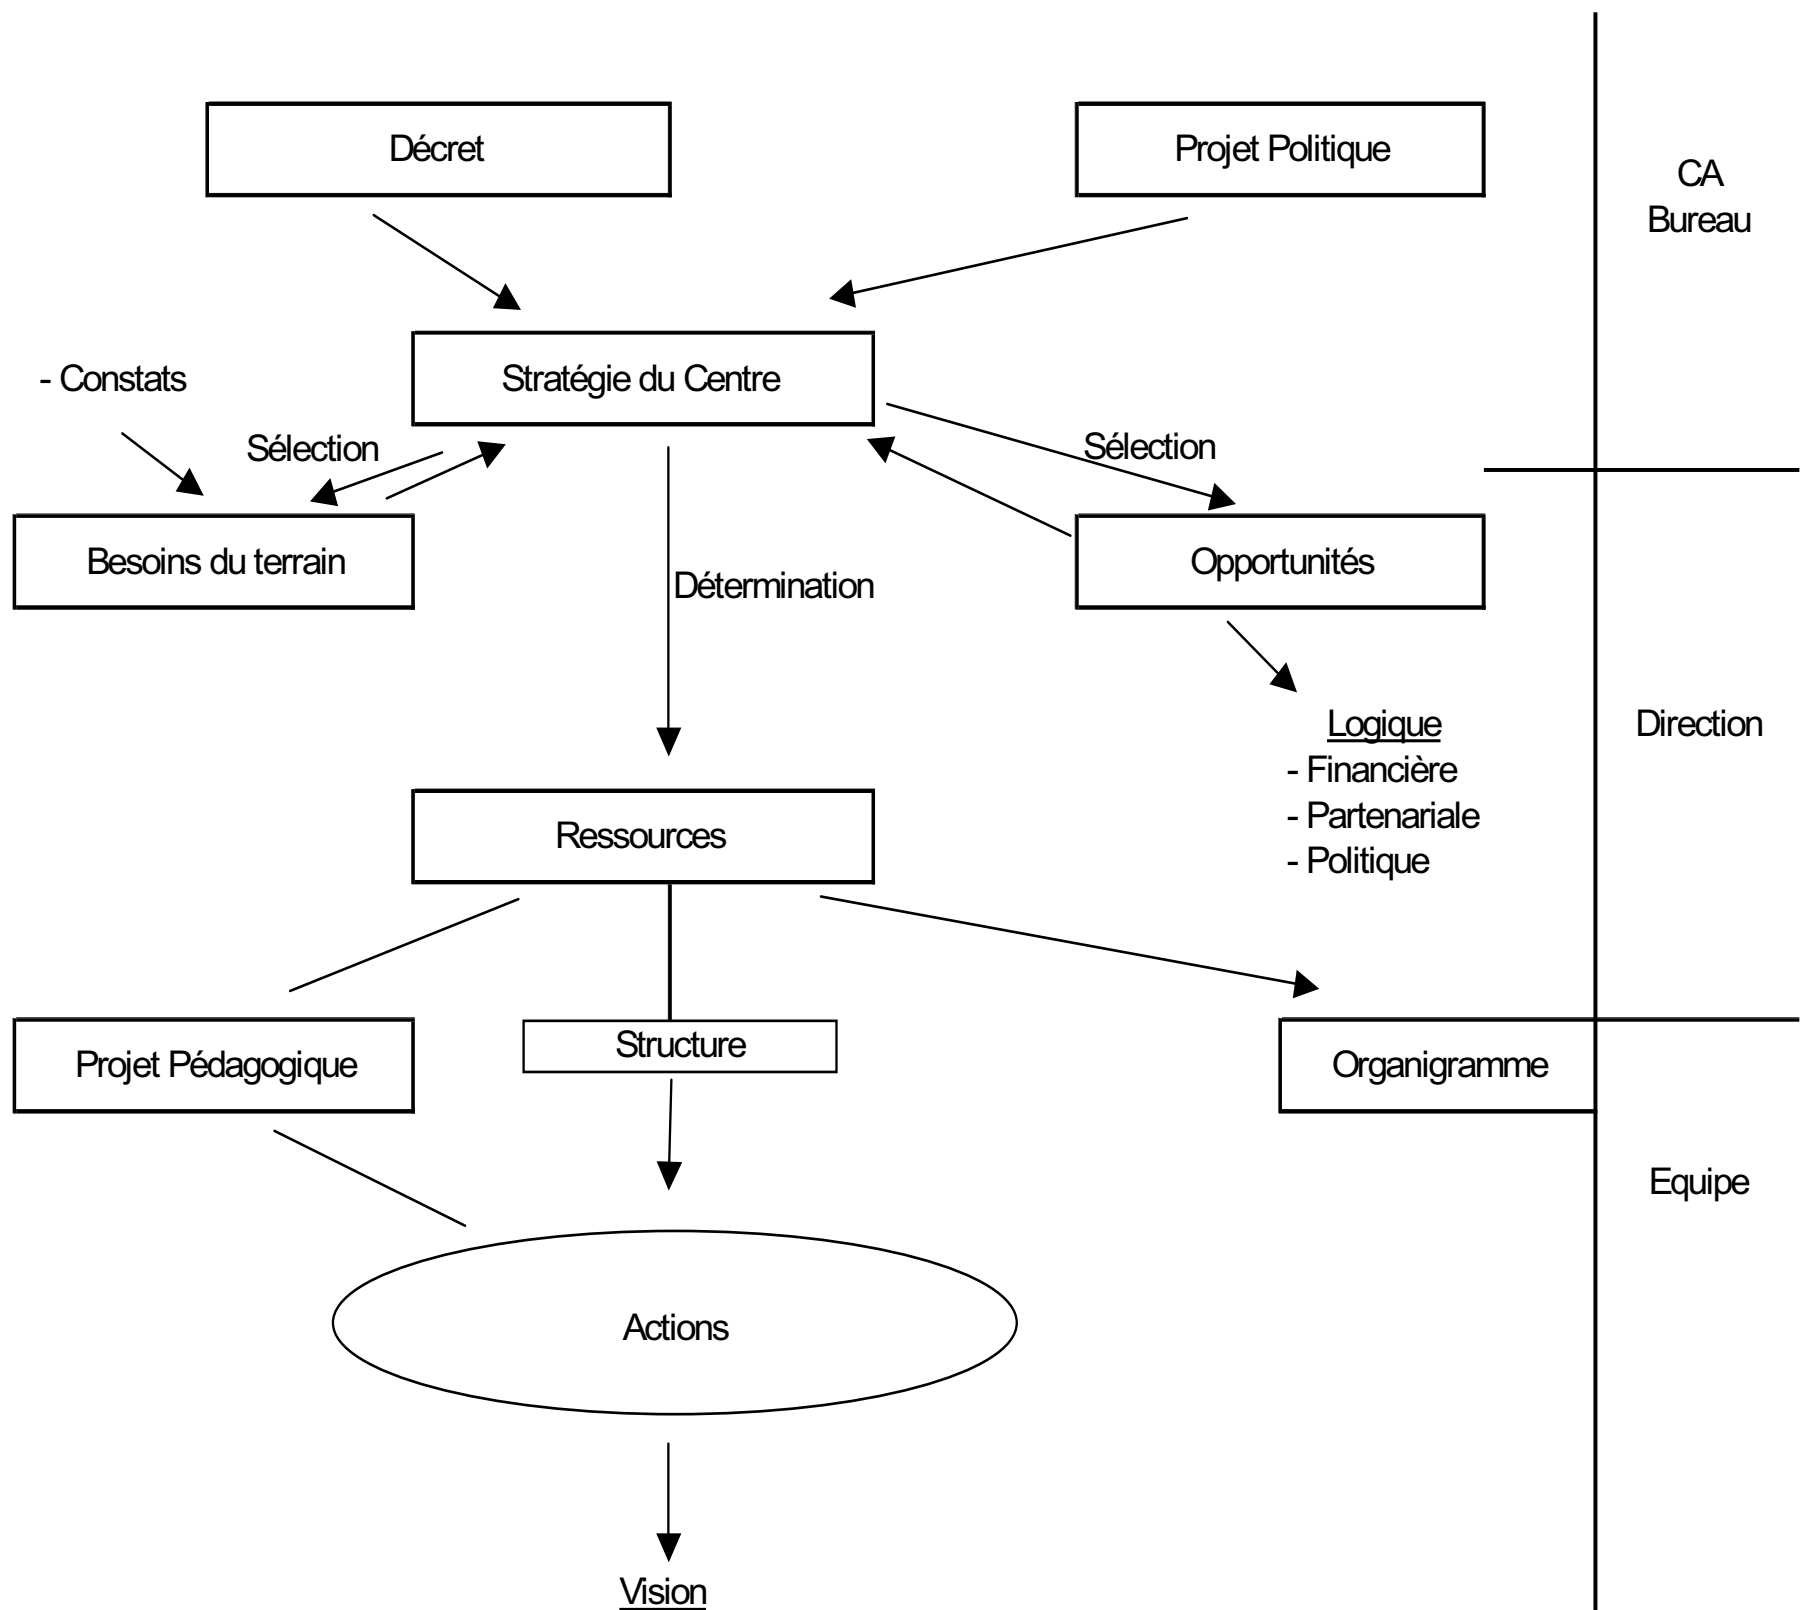 Décret
Projet Politique
CA
Bureau
Stratégie du Centre
- Constats
Sélection
Sélection
Besoins du terrain
Opportunités
Détermination
Logique
- Financière
- Partenariale
- Politique
Direction
Ressources
Projet Pédagogique
Structure
Organigramme
Equipe
Actions
Vision